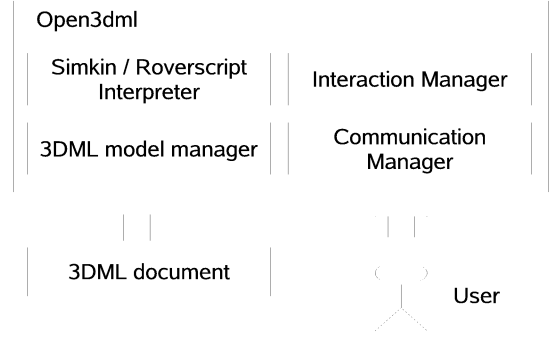 Open3dml
Simkin / Roverscript
Interpreter
Interaction Manager
3DML model manager
Communication
Manager
3DML document
User